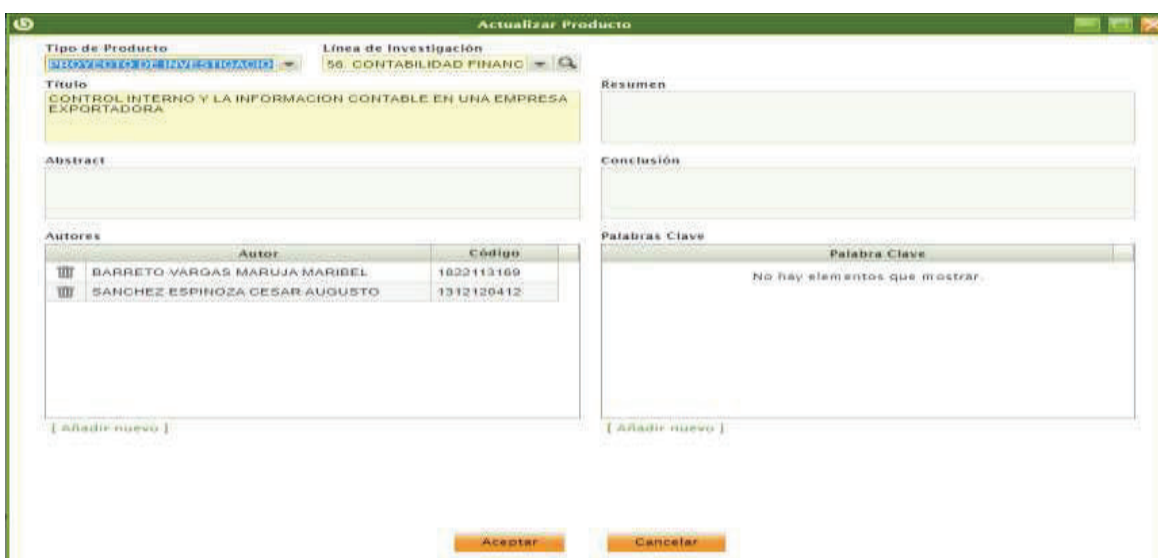 Actualizar Producto
Tipo de Producto
Línea de Investigación
PROYECTO DE INVESTIGACIO
56. CONTABILIDAD FINANC
Título
CONTROL INTERNO Y LA INFORMACION CONTABLE EN UNA EMPRESA
EXPORTADORA
Resumen
Abstract
Conclusión
Autores
Autor Código
BARRETO VARGAS MARUJA MARIBEL 1822113169
SANCHEZ ESPINOZA CESAR AUGUSTO 1312120412
[ Añadir nuevo ]
Palabras Clave
Palabra Clave
No hay elementos que mostrar.
[ Añadir nuevo ]
Aceptar
Cancelar